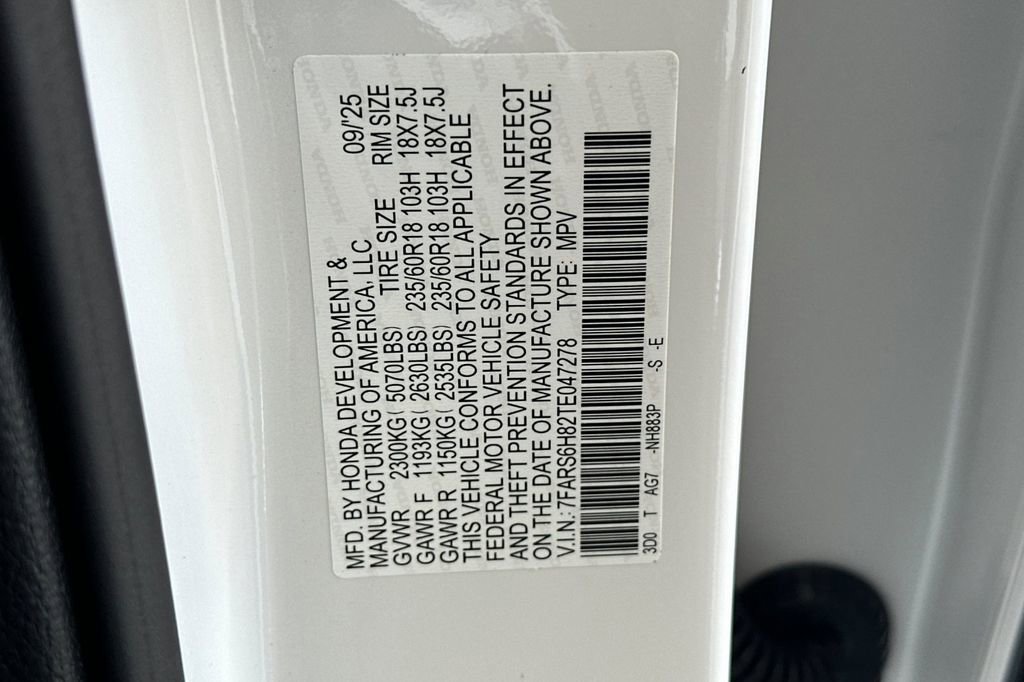 MFD. BY HONDA DEVELOPMENT &
MANUFACTURING OF AMERICA, LLC 09/'25
GVWR 2300KG( 5070LBS) TIRE SIZE RIM SIZE
GAWR F 1193KG( 2630LBS) 235/60R18 103H 18X7.5J
GAWR R 1150KG( 2535LBS) 235/60R18 103H 18X7.5J
THIS VEHICLE CONFORMS TO ALL APPLICABLE
FEDERAL MOTOR VEHICLE SAFETY
AND THEFT PREVENTION STANDARDS IN EFFECT
ON THE DATE OF MANUFACTURE SHOWN ABOVE.
V.I.N.: 7FARS6H82TE047278 TYPE: MPV
3D0 T AG7 -NH883P -S -E